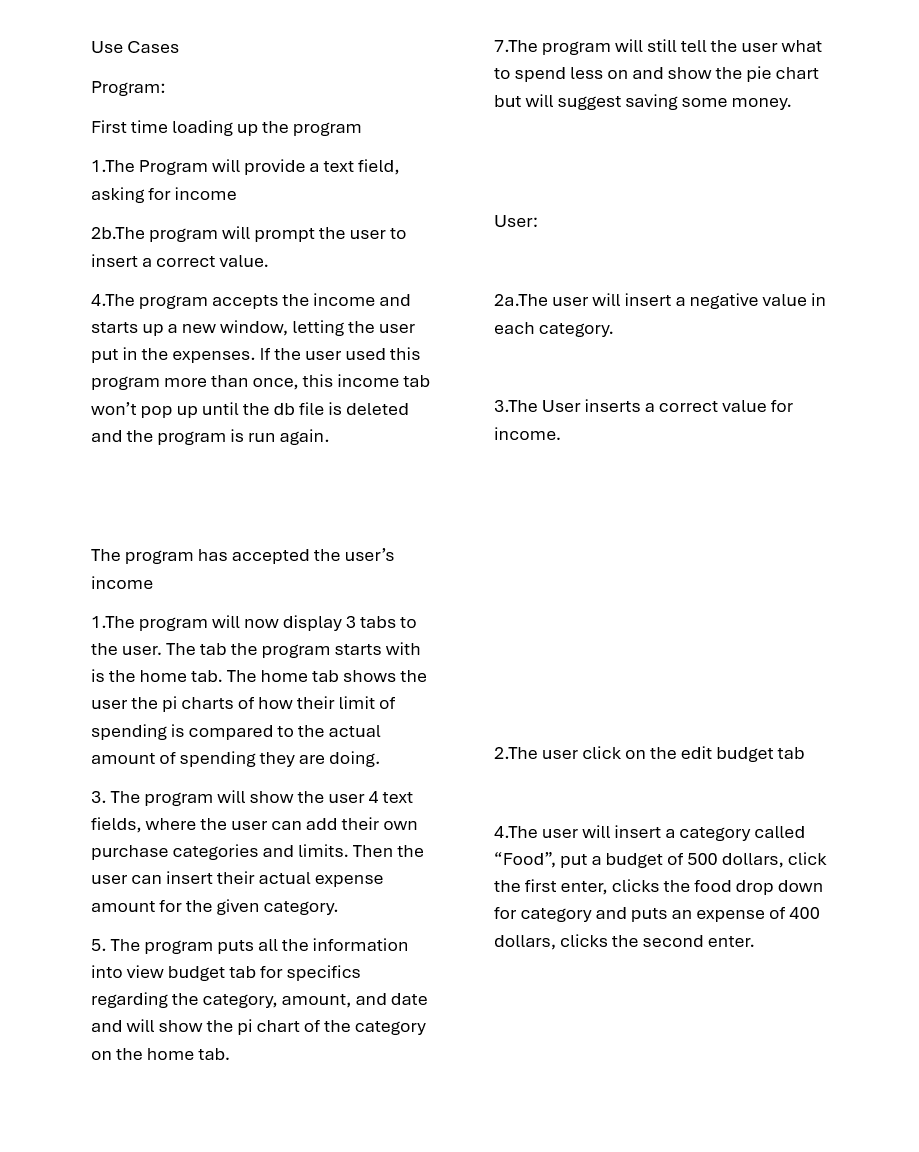 Use Cases
Program:
First time loading up the program
1.The Program will provide a text field,
asking for income
2b.The program will prompt the user to
insert a correct value.
4.The program accepts the income and
starts up a new window, letting the user
put in the expenses. If the user used this
program more than once, this income tab
won’t pop up until the db file is deleted
and the program is run again.
The program has accepted the user’s
income
1.The program will now display 3 tabs to
the user. The tab the program starts with
is the home tab. The home tab shows the
user the pi charts of how their limit of
spending is compared to the actual
amount of spending they are doing.
3. The program will show the user 4 text
fields, where the user can add their own
purchase categories and limits. Then the
user can insert their actual expense
amount for the given category.
5. The program puts all the information
into view budget tab for specifics
regarding the category, amount, and date
and will show the pi chart of the category
on the home tab.
7.The program will still tell the user what
to spend less on and show the pie chart
but will suggest saving some money.
User:
2a.The user will insert a negative value in
each category.
3.The User inserts a correct value for
income.
2.The user click on the edit budget tab
4.The user will insert a category called
“Food”, put a budget of 500 dollars, click
the first enter, clicks the food drop down
for category and puts an expense of 400
dollars, clicks the second enter.